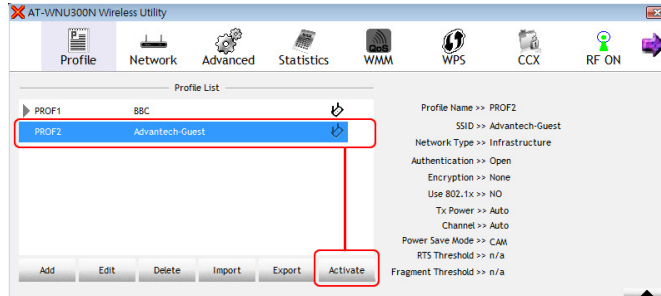 AT-WNU300N Wireless Utility
Profile Network Advanced Statistics QoS WMM WPS CCX RF ON
Profile List
PROF1 BBC
PROF2 Advantech-Guest
Add Edit Delete Import Export Activate
Profile Name >> PROF2
SSID >> Advantech-Guest
Network Type >> Infrastructure
Authentication >> Open
Encryption >> None
Use 802.1x >> NO
Tx Power >> Auto
Channel >> Auto
Power Save Mode >> CAM
RTS Threshold >> n/a
Fragment Threshold >> n/a